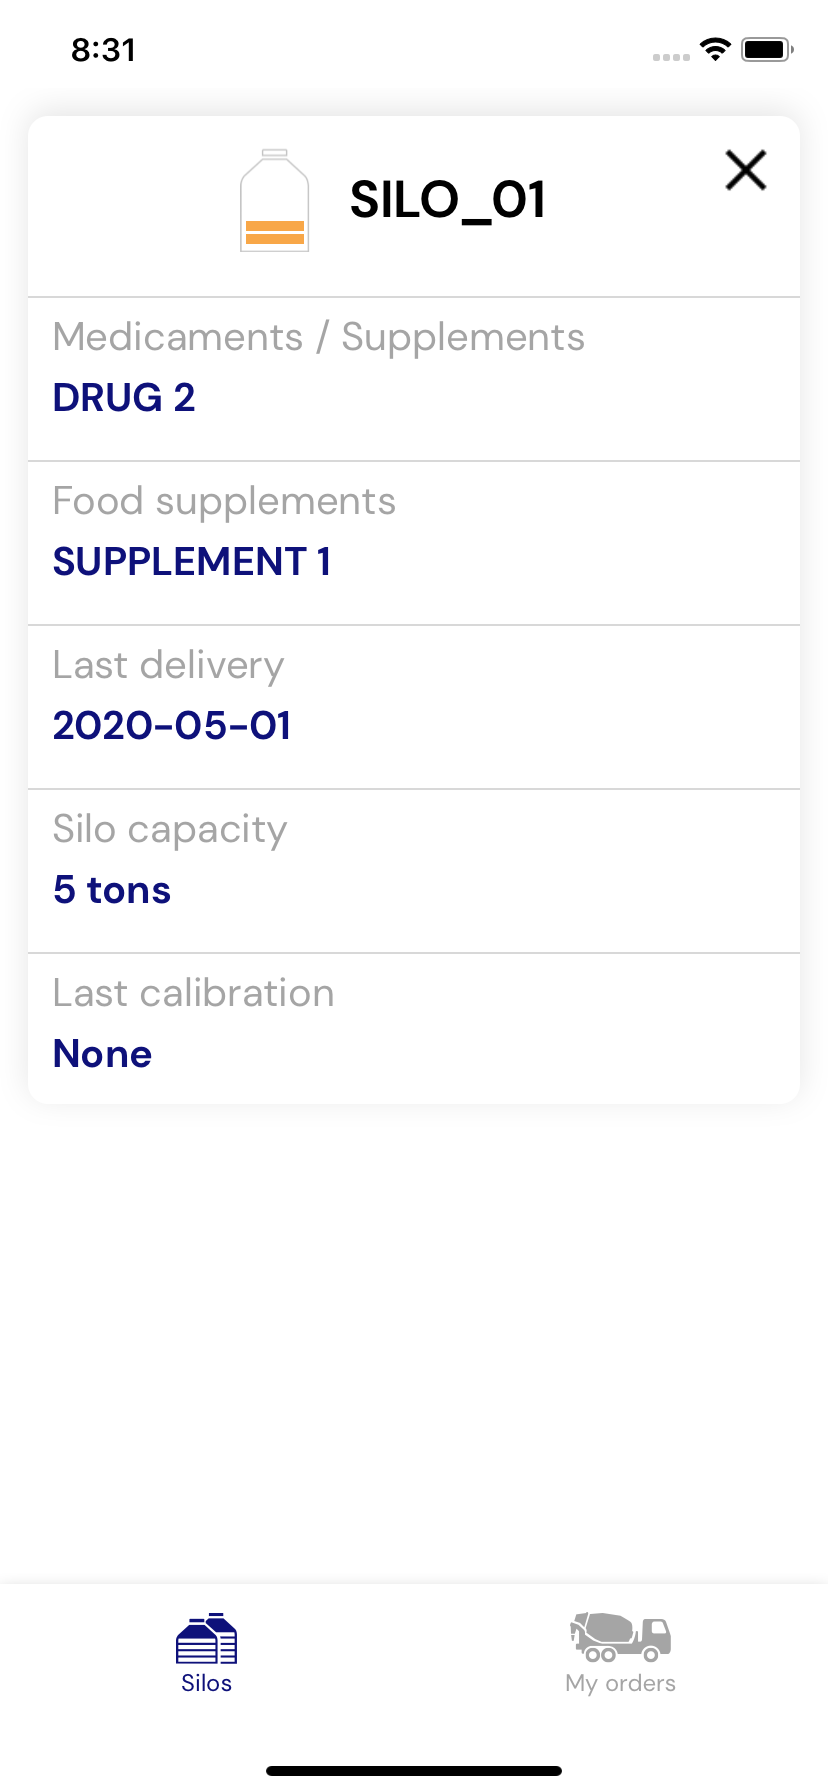 8:31
SILO_01
Medicaments / Supplements
DRUG 2
Food supplements
SUPPLEMENT 1
Last delivery
2020-05-01
Silo capacity
5 tons
Last calibration
None
Silos
My orders